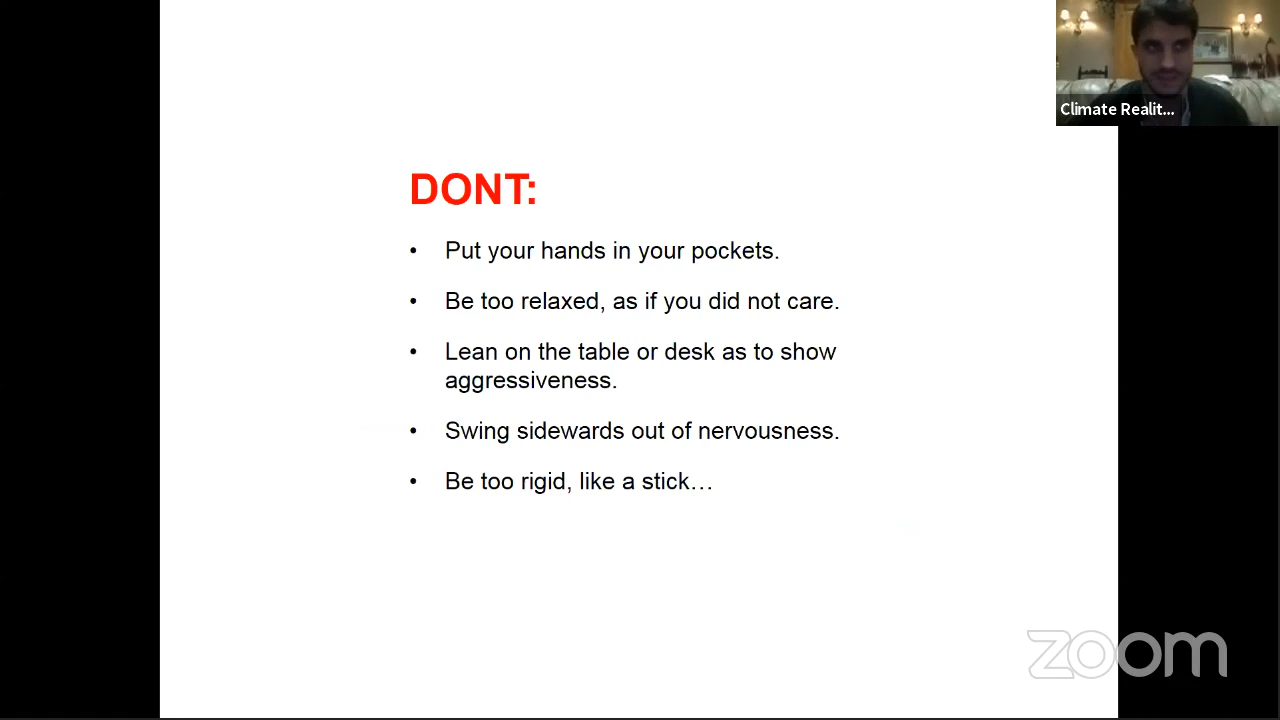 Climate Realit...
DONT:
• Put your hands in your pockets.
• Be too relaxed, as if you did not care.
• Lean on the table or desk as to show
aggressiveness.
• Swing sidewards out of nervousness.
• Be too rigid, like a stick…
zoom